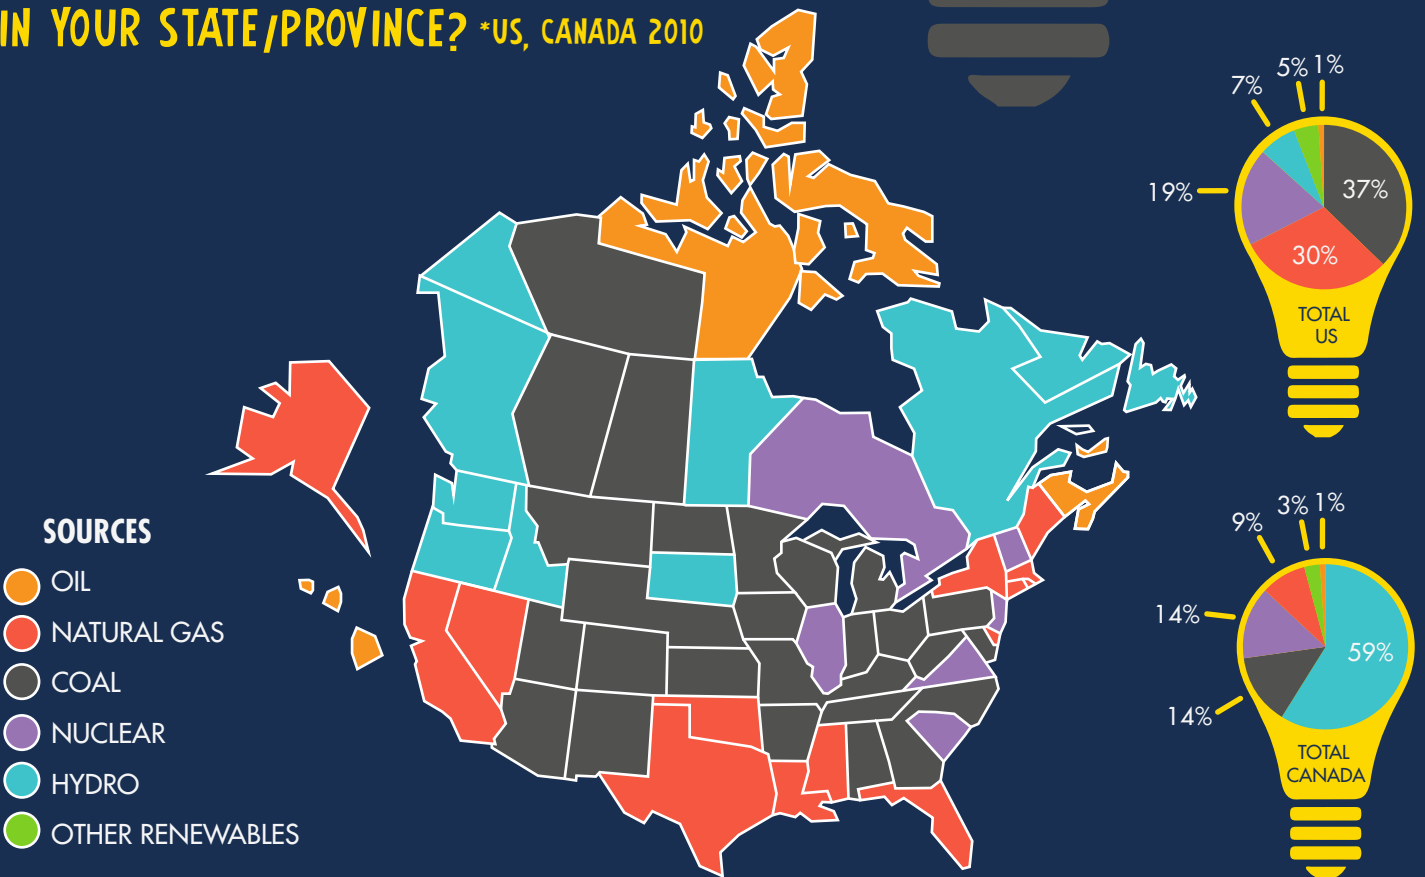 IN YOUR STATE/PROVINCE? *US, CANADA 2010
7%
5%
1%
19%
37%
30%
TOTAL
US
SOURCES
OIL
NATURAL GAS
COAL
NUCLEAR
HYDRO
OTHER RENEWABLES
9%
3%
1%
14%
59%
14%
TOTAL
CANADA